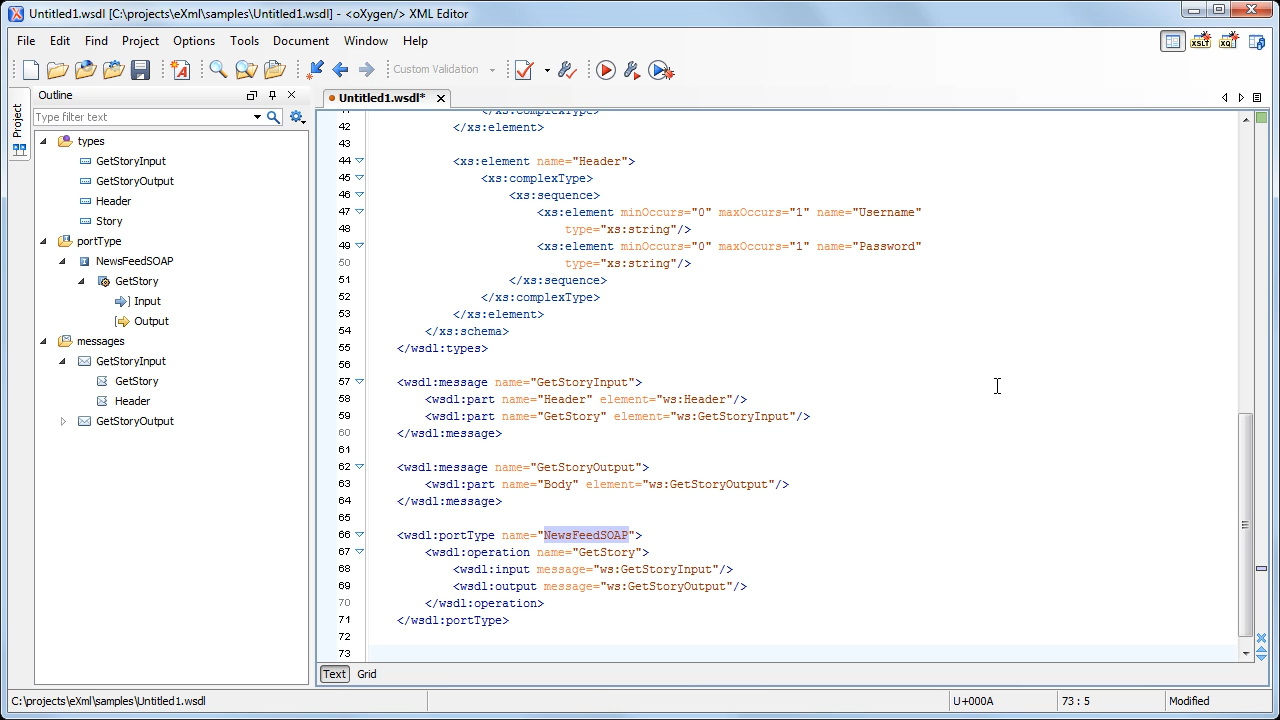 Untitled1.wsdl [C:\projects\eXml\samples\Untitled1.wsdl] - <oXygen/> XML Editor
File Edit Find Project Options Tools Document Window Help
Custom Validation
XSLT XQ
Project
Outline
Type filter text
types
GetStoryInput
GetStoryOutput
Header
Story
portType
NewsFeedSOAP
GetStory
Input
Output
messages
GetStoryInput
GetStory
Header
GetStoryOutput
Untitled1.wsdl*
41 </xs:complexType>
42 </xs:element>
43
44 <xs:element name="Header">
45 <xs:complexType>
46 <xs:sequence>
47 <xs:element minOccurs="0" maxOccurs="1" name="Username"
48 type="xs:string"/>
49 <xs:element minOccurs="0" maxOccurs="1" name="Password"
50 type="xs:string"/>
51 </xs:sequence>
52 </xs:complexType>
53 </xs:element>
54 </xs:schema>
55 </wsdl:types>
56
57 <wsdl:message name="GetStoryInput">
58 <wsdl:part name="Header" element="ws:Header"/>
59 <wsdl:part name="GetStory" element="ws:GetStoryInput"/>
60 </wsdl:message>
61
62 <wsdl:message name="GetStoryOutput">
63 <wsdl:part name="Body" element="ws:GetStoryOutput"/>
64 </wsdl:message>
65
66 <wsdl:portType name="NewsFeedSOAP">
67 <wsdl:operation name="GetStory">
68 <wsdl:input message="ws:GetStoryInput"/>
69 <wsdl:output message="ws:GetStoryOutput"/>
70 </wsdl:operation>
71 </wsdl:portType>
72
73
Text Grid
C:\projects\eXml\samples\Untitled1.wsdl U+000A 73 : 5 Modified